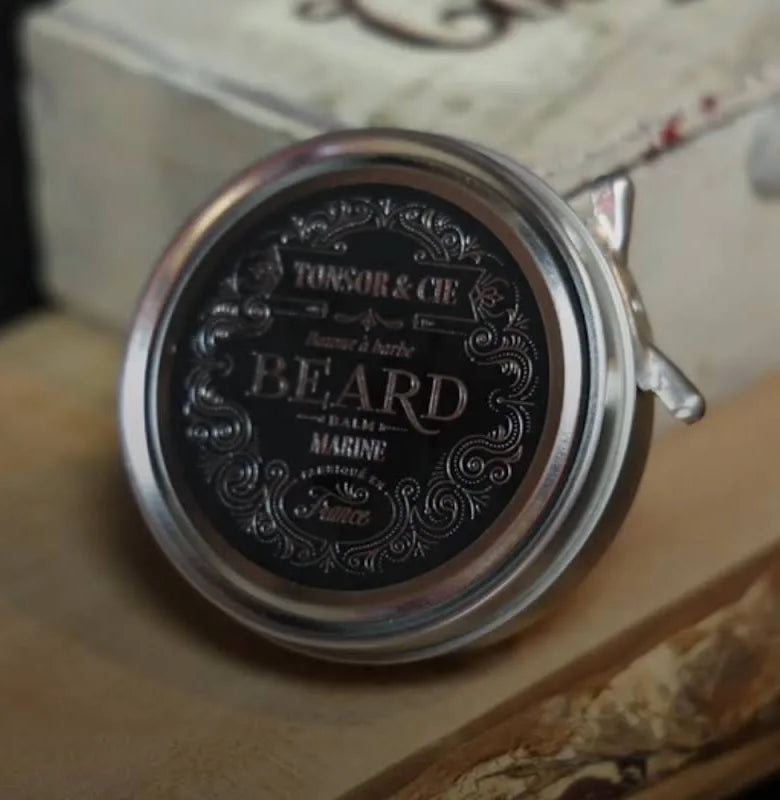 TONSOR & CIE
Baume à barbe
BEARD
BALM
MARINE
FABRIQUÉ EN
France